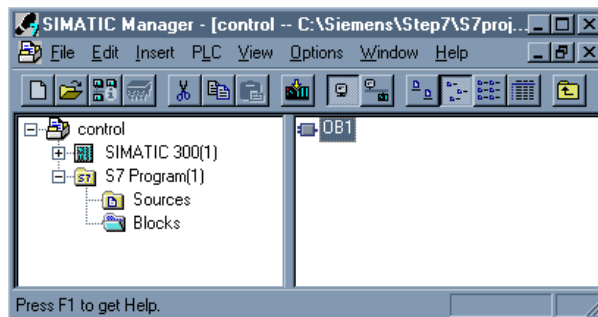 SIMATIC Manager - [control -- C:\Siemens\Step7\S7proj...
File Edit Insert PLC View Options Window Help
control
SIMATIC 300(1)
S7 Program(1)
Sources
Blocks
OB1
Press F1 to get Help.